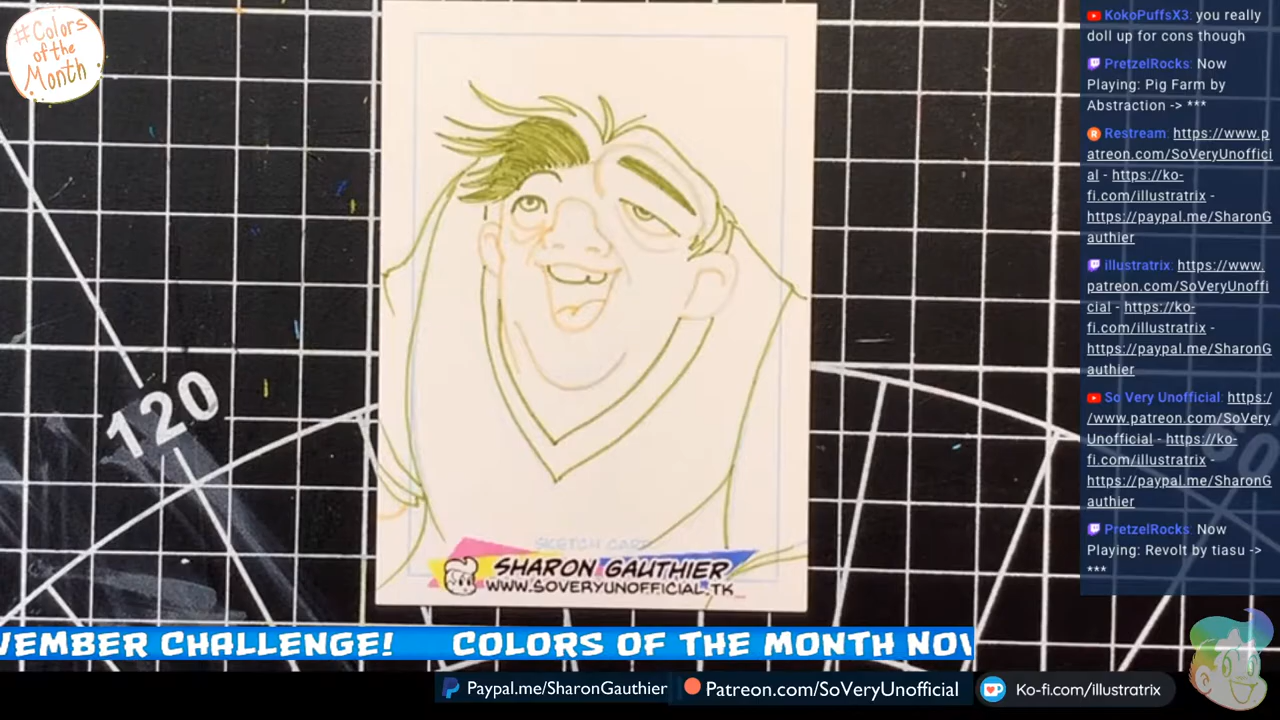 #Colors
of the
Month
120
SKETCH CARD
SHARON GAUTHIER
WWW.SOVERYUNOFFICIAL.TK
VEMBER CHALLENGE! COLORS OF THE MONTH NOV
Paypal.me/SharonGauthier
Patreon.com/SoVeryUnofficial
Ko-fi.com/illustratrix
KokoPuffsX3: you really
doll up for cons though
PretzelRocks: Now
Playing: Pig Farm by
Abstraction -> ***
Restream: https://www.p
atreon.com/SoVeryUnoffici
al - https://ko-
fi.com/illustratrix -
https://paypal.me/SharonG
authier
illustratrix: https://www.
patreon.com/SoVeryUnoffi
cial - https://ko-
fi.com/illustratrix -
https://paypal.me/SharonG
authier
So Very Unofficial: https:/
/www.patreon.com/SoVery
Unofficial - https://ko-
fi.com/illustratrix -
https://paypal.me/SharonG
authier
PretzelRocks: Now
Playing: Revolt by tiasu ->
***